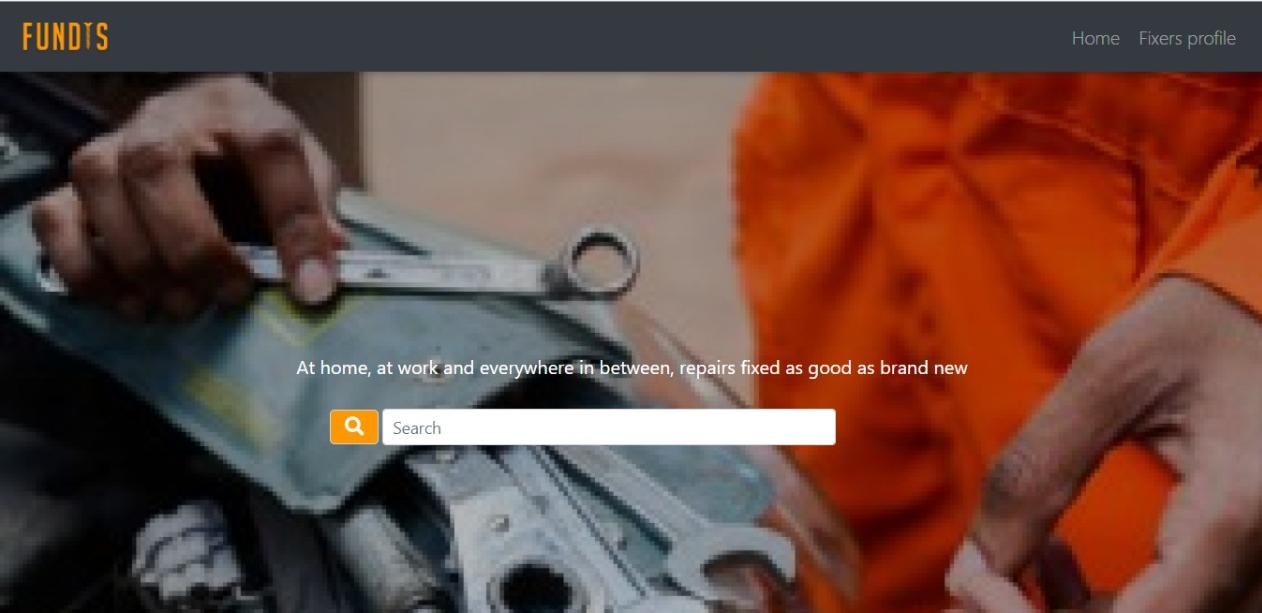 FUNDIS
Home Fixers profile
At home, at work and everywhere in between, repairs fixed as good as brand new
Search